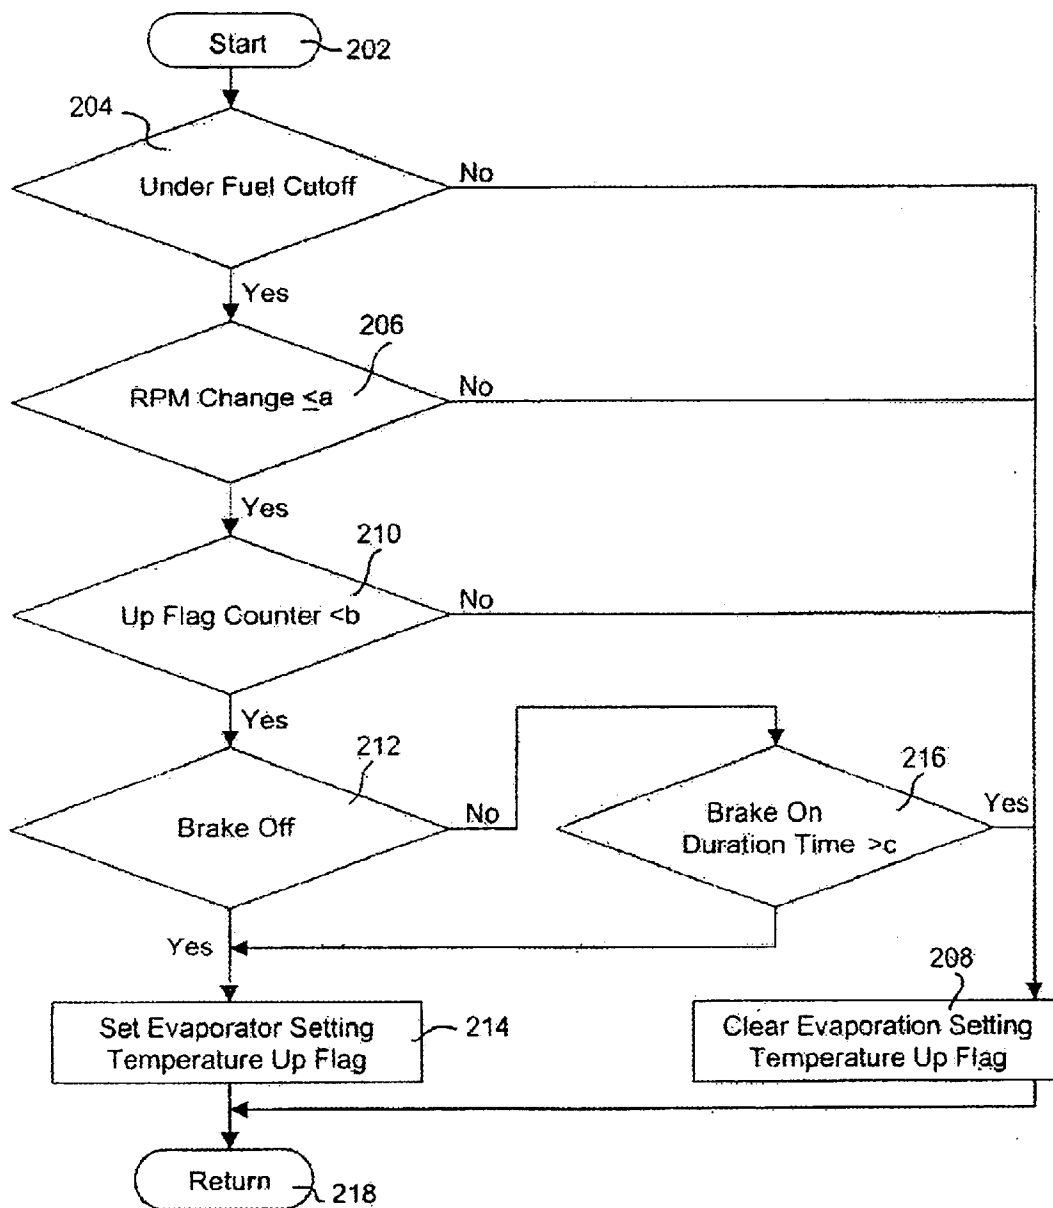 Start
202
204
Under Fuel Cutoff
No
Yes
206
RPM Change ≤a
No
Yes
210
Up Flag Counter <b
No
Yes
212
Brake Off
No
216
Brake On
Duration Time >c
Yes
Yes
208
Set Evaporator Setting
Temperature Up Flag
214
Clear Evaporation Setting
Temperature Up Flag
Return
218